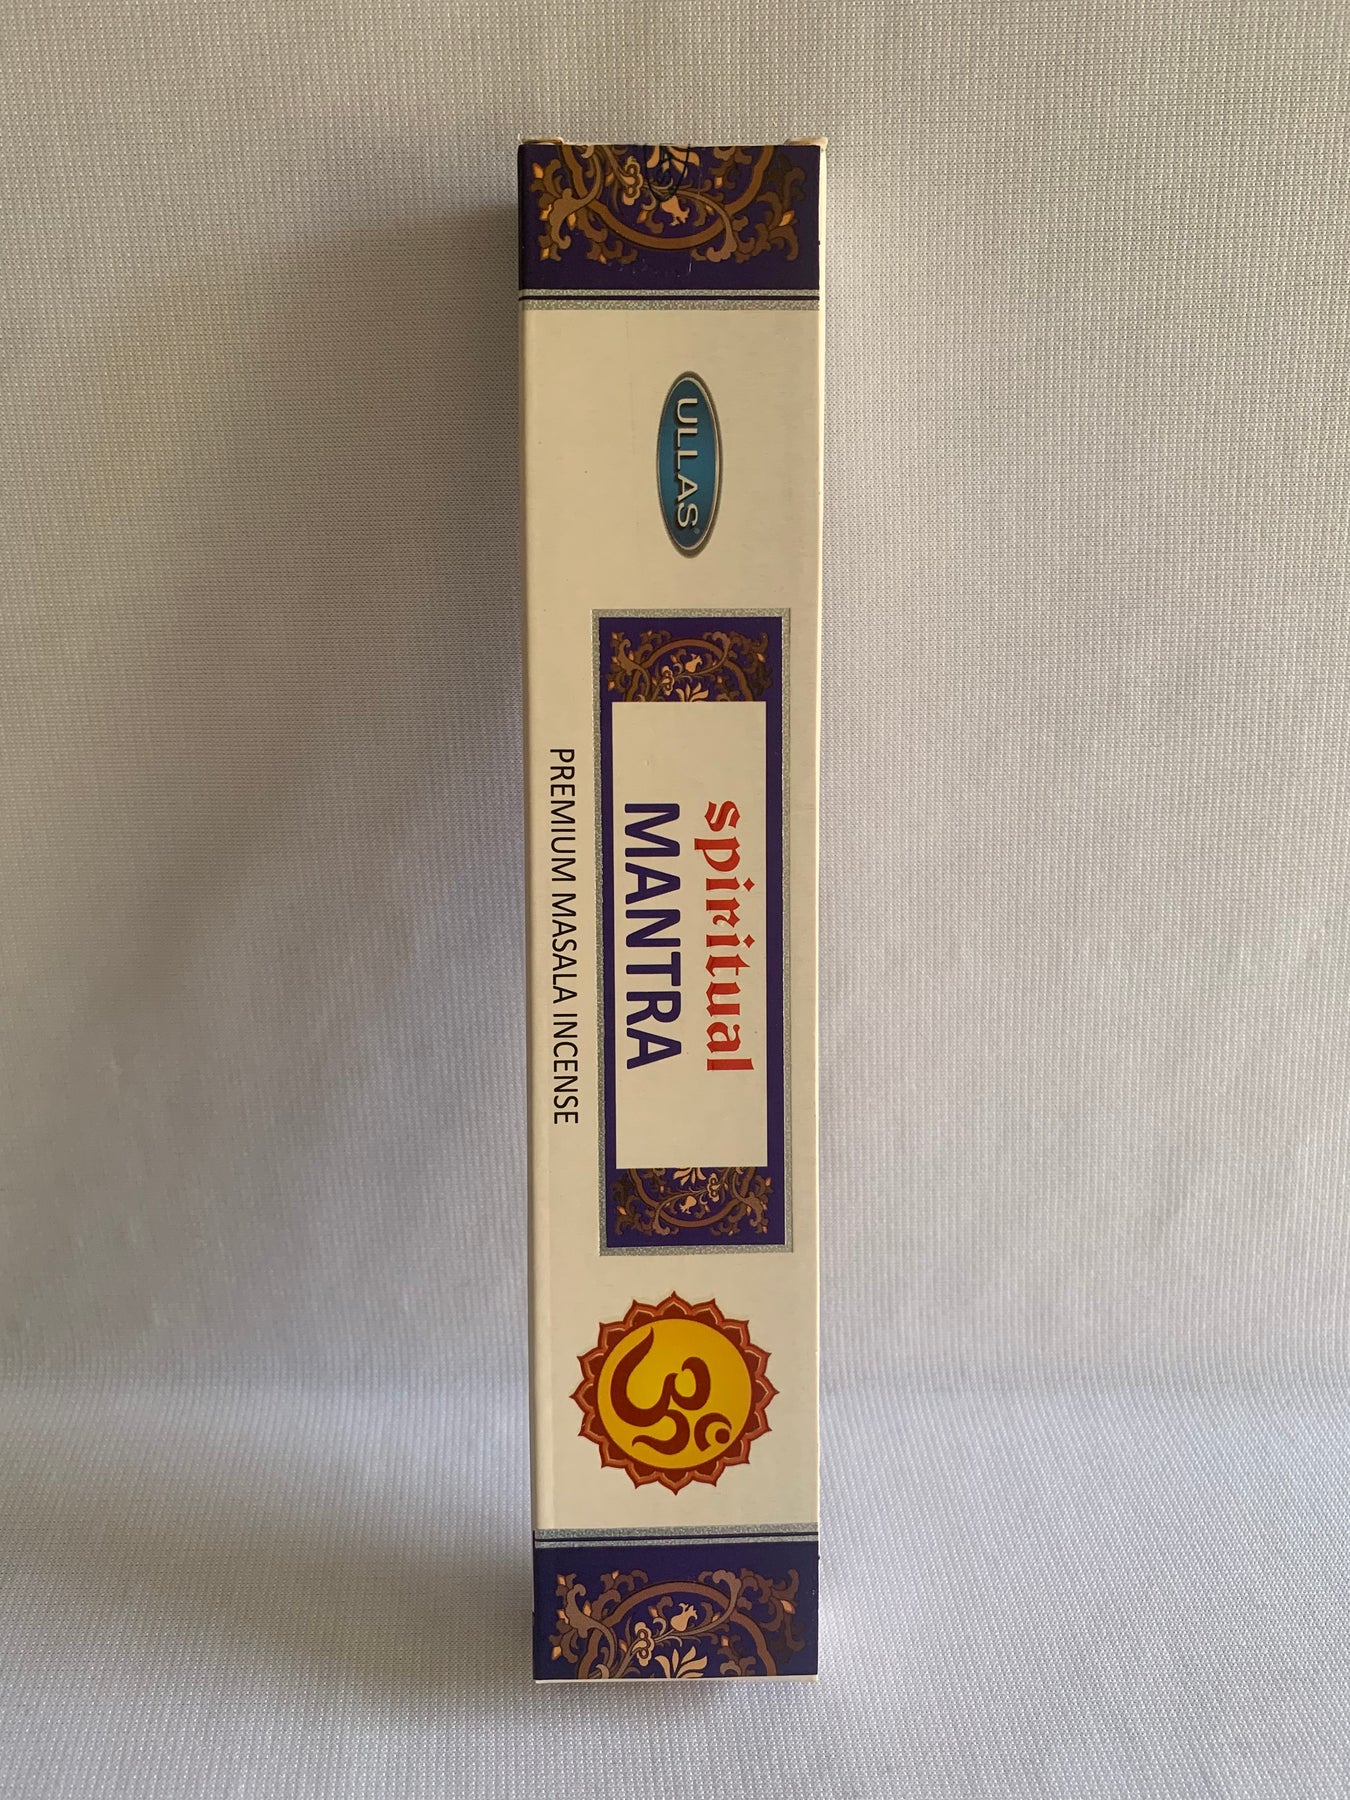 ULLAS®
spiritual
MANTRA
PREMIUM MASALA INCENSE
ॐ